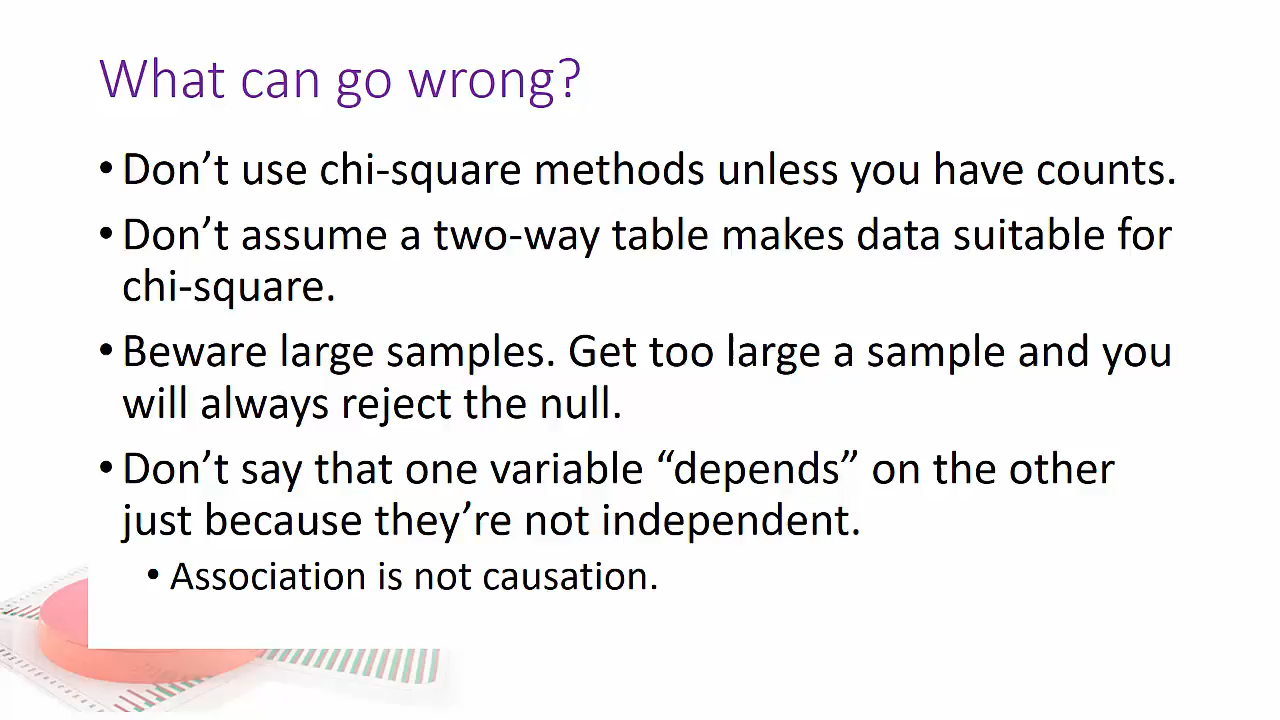 What can go wrong?
•Don’t use chi-square methods unless you have counts.
•Don’t assume a two-way table makes data suitable for
chi-square.
•Beware large samples. Get too large a sample and you
will always reject the null.
•Don’t say that one variable “depends” on the other
just because they’re not independent.
•Association is not causation.